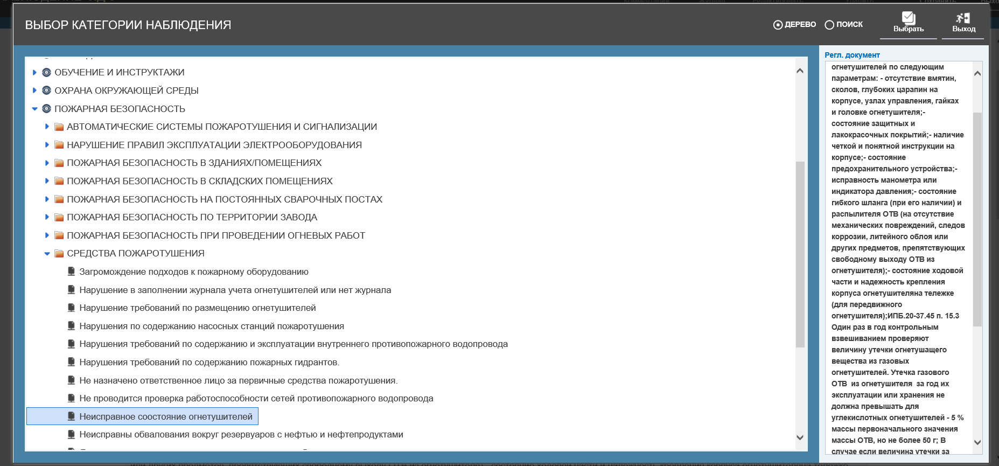 ВЫБОР КАТЕГОРИИ НАБЛЮДЕНИЯ
ДЕРЕВО
ПОИСК
Выбрать
Выход
ОБУЧЕНИЕ И ИНСТРУКТАЖИ
ОХРАНА ОКРУЖАЮЩЕЙ СРЕДЫ
ПОЖАРНАЯ БЕЗОПАСНОСТЬ
АВТОМАТИЧЕСКИЕ СИСТЕМЫ ПОЖАРОТУШЕНИЯ И СИГНАЛИЗАЦИИ
НАРУШЕНИЕ ПРАВИЛ ЭКСПЛУАТАЦИИ ЭЛЕКТРООБОРУДОВАНИЯ
ПОЖАРНАЯ БЕЗОПАСНОСТЬ В ЗДАНИЯХ/ПОМЕЩЕНИЯХ
ПОЖАРНАЯ БЕЗОПАСНОСТЬ В СКЛАДСКИХ ПОМЕЩЕНИЯХ
ПОЖАРНАЯ БЕЗОПАСНОСТЬ НА ПОСТОЯННЫХ СВАРОЧНЫХ ПОСТАХ
ПОЖАРНАЯ БЕЗОПАСНОСТЬ ПО ТЕРРИТОРИИ ЗАВОДА
ПОЖАРНАЯ БЕЗОПАСНОСТЬ ПРИ ПРОВЕДЕНИИ ОГНЕВЫХ РАБОТ
СРЕДСТВА ПОЖАРОТУШЕНИЯ
Загромождение подходов к пожарному оборудованию
Нарушение в заполнении журнала учета огнетушителей или нет журнала
Нарушение требований по размещению огнетушителей
Нарушения по содержанию насосных станций пожаротушения
Нарушения требований по содержанию и эксплуатации внутреннего противопожарного водопровода
Нарушения требований по содержанию пожарных гидрантов.
Не назначено ответственное лицо за первичные средства пожаротушения.
Не проводится проверка работоспособности сетей противопожарного водопровода
Неисправное соостояние огнетушителей
Неисправны обвалования вокруг резервуаров с нефтью и нефтепродуктами
Регл. документ
огнетушителей по следующим
параметрам: - отсутствие вмятин,
сколов, глубоких царапин на
корпусе, узлах управления, гайках
и головке огнетушителя;-
состояние защитных и
лакокрасочных покрытий;- наличие
четкой и понятной инструкции на
корпусе;- состояние
предохранительного устройства;-
исправность манометра или
индикатора давления;- состояние
гибкого шланга (при его наличии) и
распылителя ОТВ (на отсутствие
механических повреждений, следов
коррозии, литейного облоя или
других предметов, препятствующих
свободному выходу ОТВ из
огнетушителя);- состояние ходовой
части и надежность крепления
корпуса огнетушителяна тележке
(для передвижного
огнетушителя);ИПБ.20-37.45 п. 15.3
Один раз в год контрольным
взвешиванием проверяют
величину утечки огнетушащего
вещества из газовых
огнетушителей. Утечка газового
ОТВ из огнетушителя за год их
эксплуатации или хранения не
должна превышать для
углекислотных огнетушителей - 5 %
массы первоначального значения
массы ОТВ, но не более 50 г; В
случае если величина утечки за